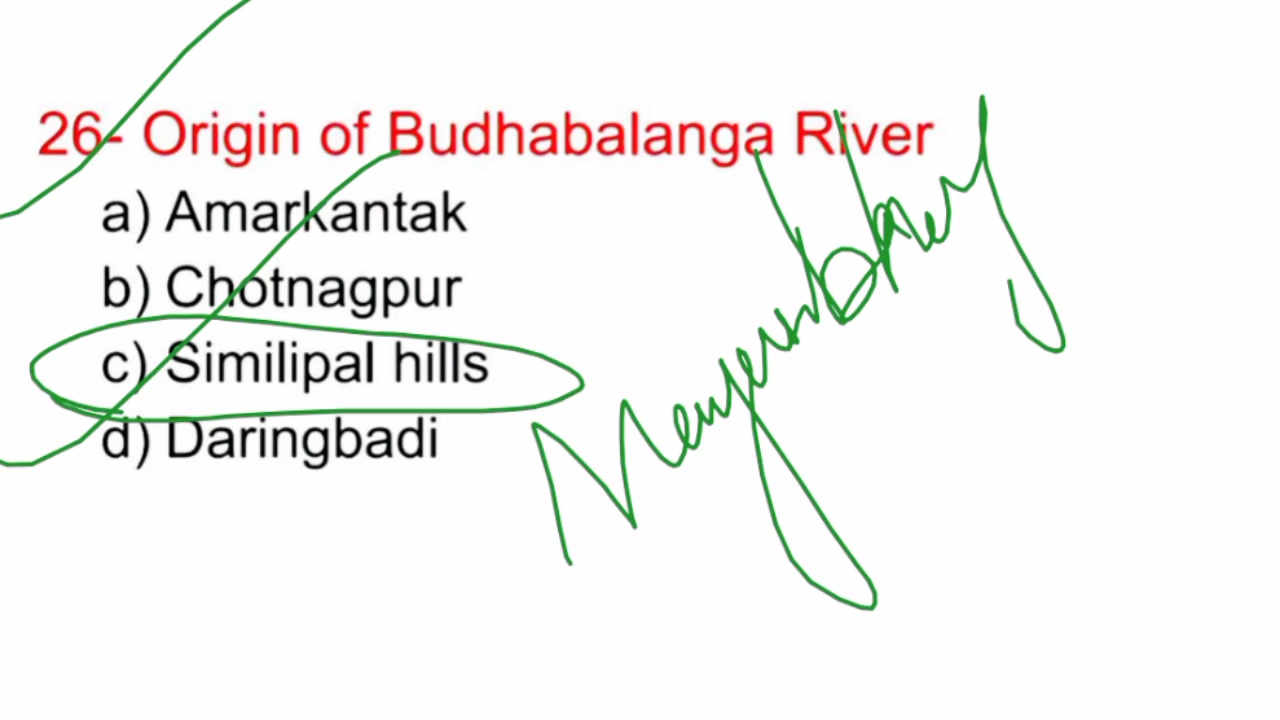 26- Origin of Budhabalanga River
a) Amarkantak
b) Chotnagpur
c) Similipal hills
d) Daringbadi